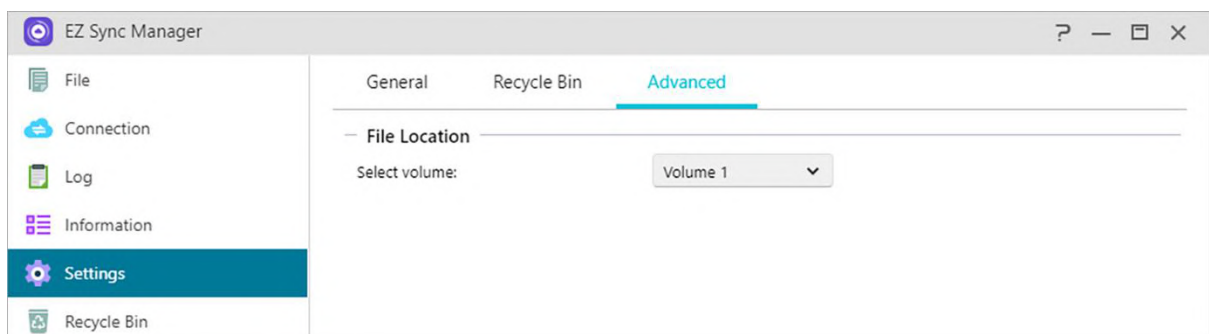 EZ Sync Manager
File
Connection
Log
Information
Settings
Recycle Bin
General Recycle Bin Advanced
File Location
Select volume: Volume 1